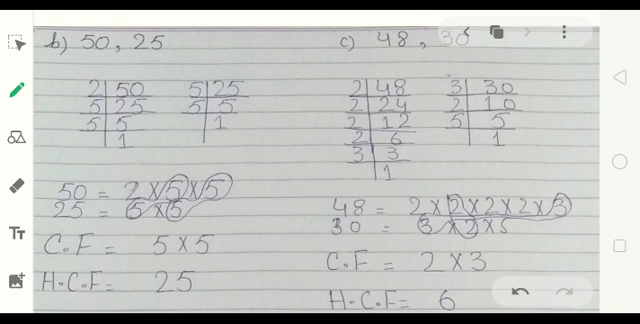 b) 50, 25
c) 48, 30
2 50
5 25
5 5
1
5 25
5 5
1
2 48
2 24
2 12
2 6
3 3
1
3 30
2 10
5 5
1
50 = 2 × 5 × 5
25 = 5 × 5
C.F = 5 × 5
H.C.F = 25
48 = 2 × 2 × 2 × 2 × 3
30 = 3 × 2 × 5
C.F = 2 × 3
H.C.F = 6
Tт